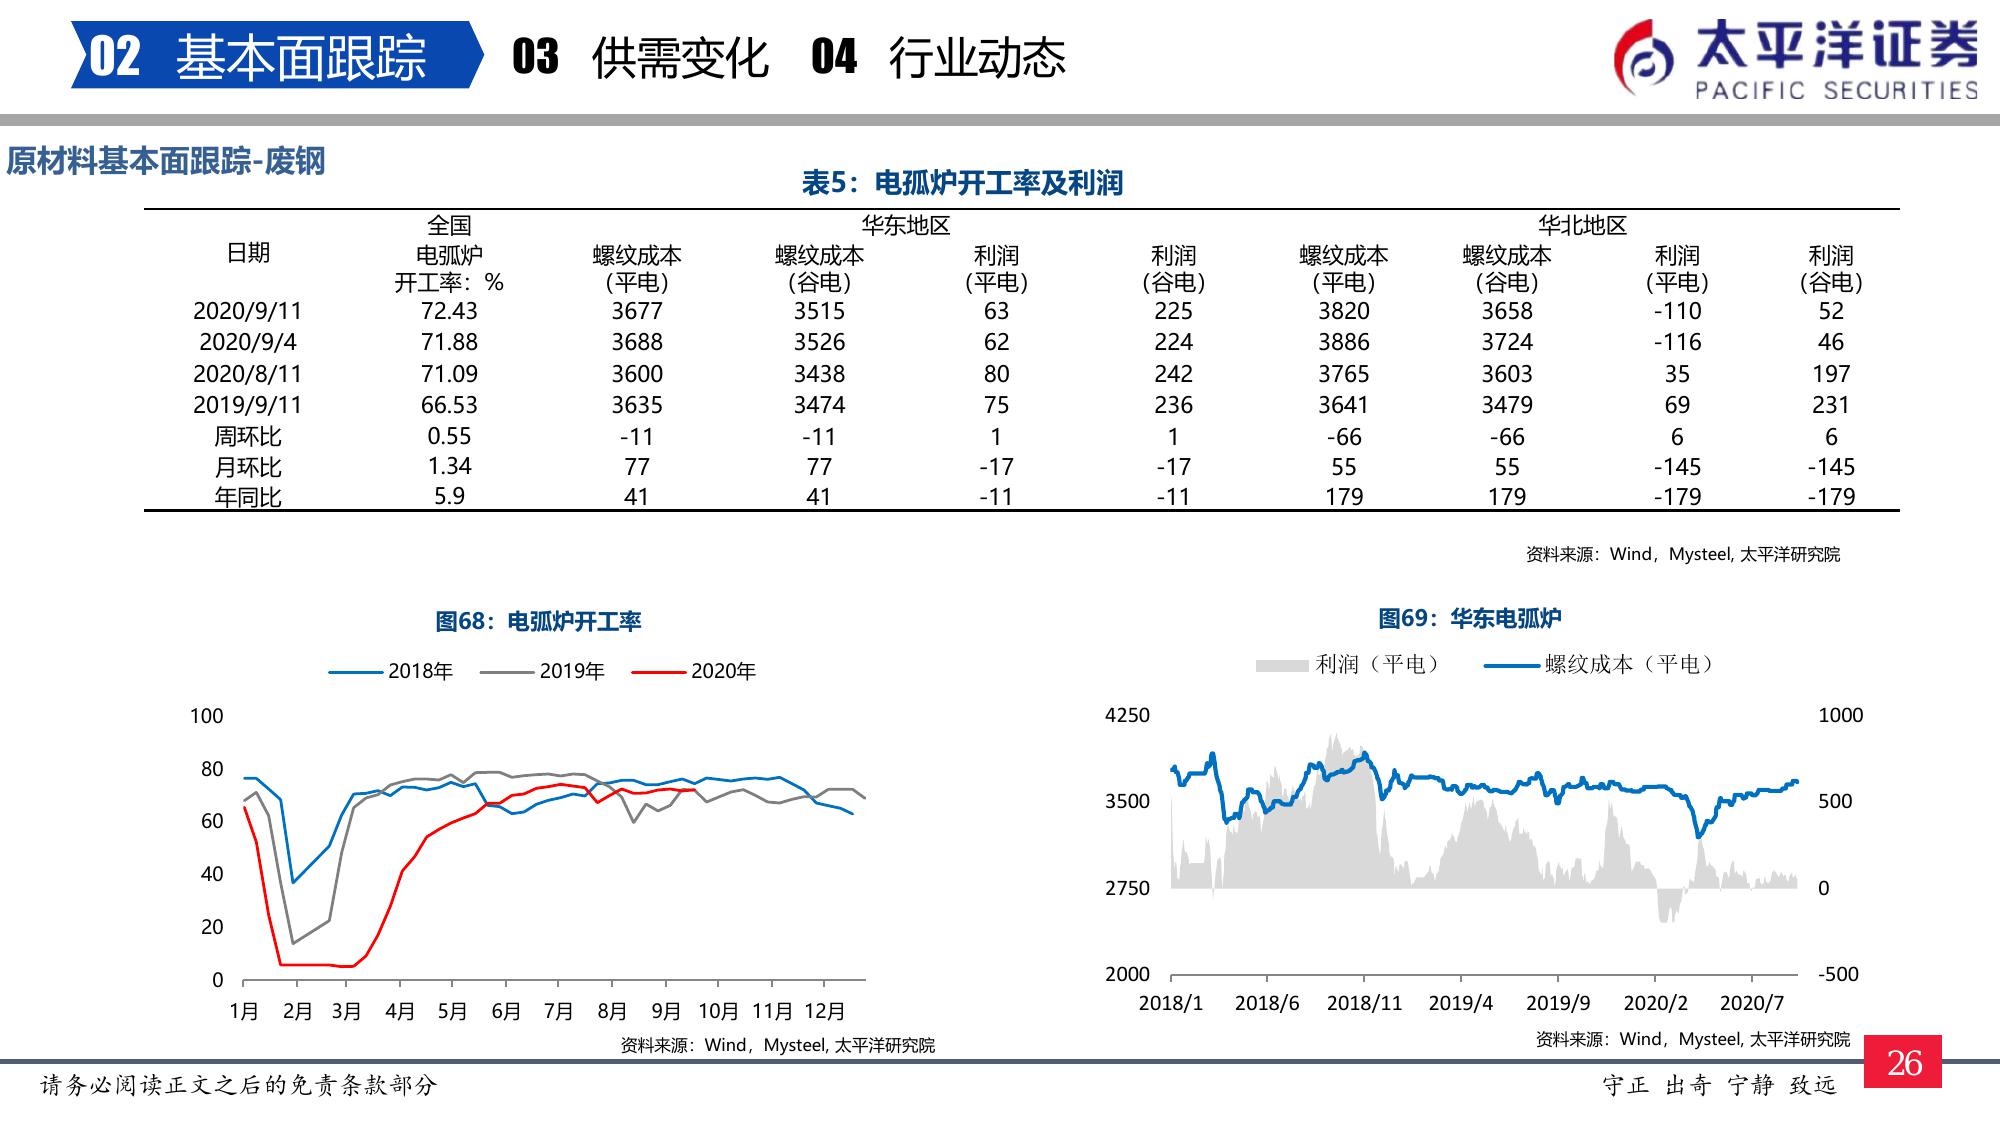 02 基本面跟踪 03 供需变化 04 行业动态
太平洋证券
PACIFIC SECURITIES
原材料基本面跟踪-废钢
表5：电孤炉开工率及利润
全国 华东地区 华北地区
日期 电弧炉 螺纹成本 螺纹成本 利润 利润 螺纹成本 螺纹成本 利润 利润
开工率：% （平电） （谷电） （平电） （谷电） （平电） （谷电） （平电） （谷电）
2020/9/11 72.43 3677 3515 63 225 3820 3658 -110 52
2020/9/4 71.88 3688 3526 62 224 3886 3724 -116 46
2020/8/11 71.09 3600 3438 80 242 3765 3603 35 197
2019/9/11 66.53 3635 3474 75 236 3641 3479 69 231
周环比 0.55 -11 -11 1 1 -66 -66 6 6
月环比 1.34 77 77 -17 -17 55 55 -145 -145
年同比 5.9 41 41 -11 -11 179 179 -179 -179
资料来源：Wind，Mysteel, 太平洋研究院
图68：电弧炉开工率
2018年 2019年 2020年
100
80
60
40
20
0
1月 2月 3月 4月 5月 6月 7月 8月 9月 10月 11月 12月
资料来源：Wind，Mysteel, 太平洋研究院
图69：华东电弧炉
利润（平电） 螺纹成本（平电）
4250 1000
3500 500
2750 0
2000 -500
2018/1 2018/6 2018/11 2019/4 2019/9 2020/2 2020/7
资料来源：Wind，Mysteel, 太平洋研究院
请务必阅读正文之后的免责条款部分
守正 出奇 宁静 致远
26